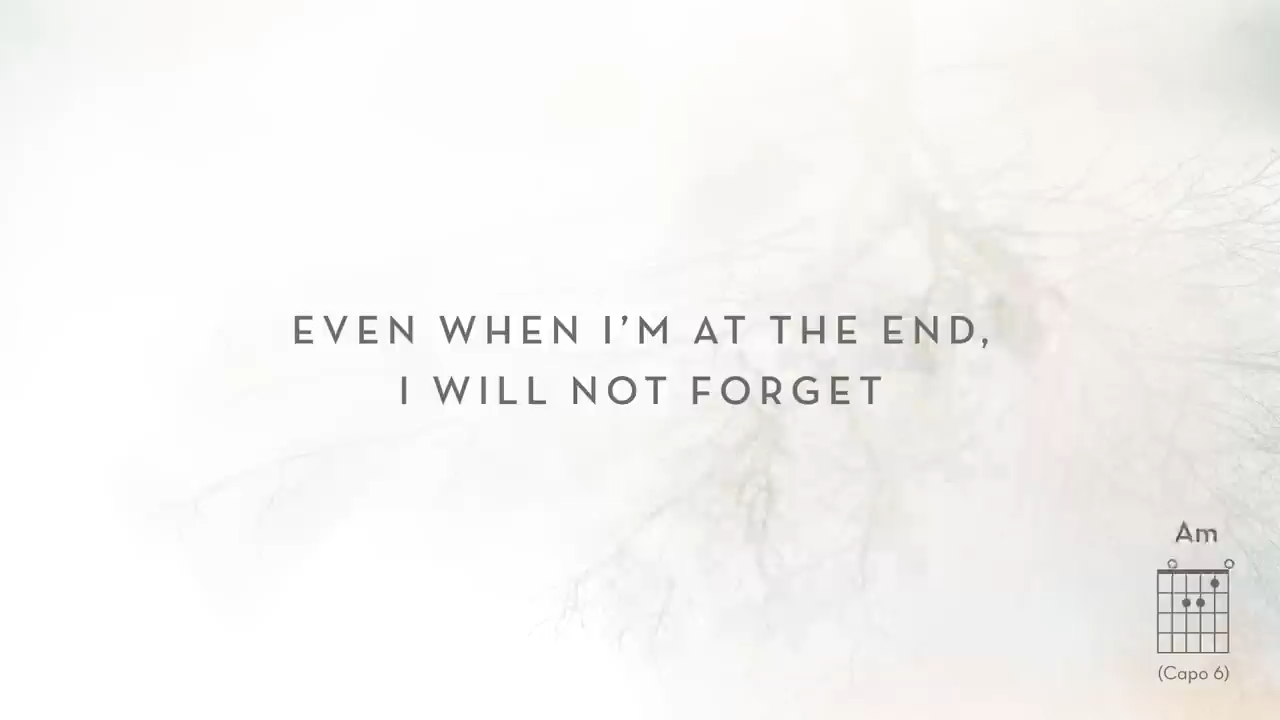 EVEN WHEN I'M AT THE END,
I WILL NOT FORGET
Am
(Capo 6)